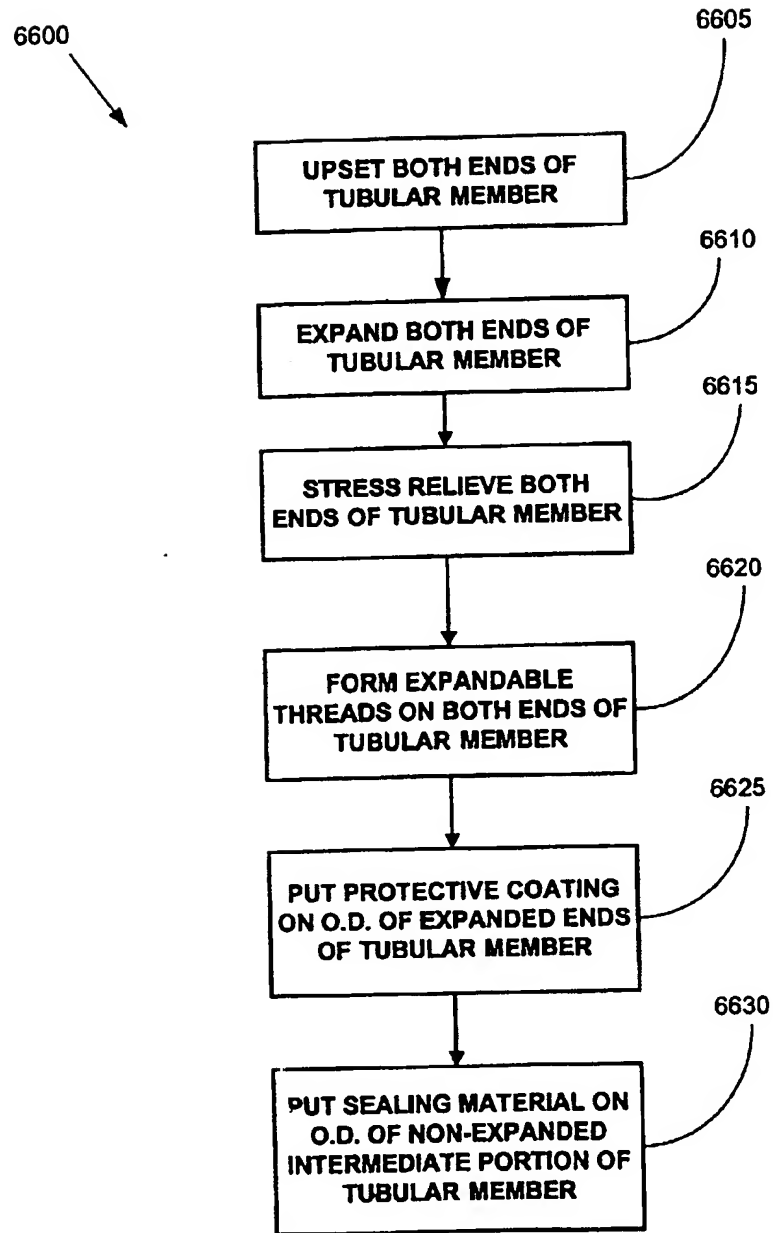 6600
6605
UPSET BOTH ENDS OF
TUBULAR MEMBER
6610
EXPAND BOTH ENDS OF
TUBULAR MEMBER
6615
STRESS RELIEVE BOTH
ENDS OF TUBULAR MEMBER
6620
FORM EXPANDABLE
THREADS ON BOTH ENDS OF
TUBULAR MEMBER
6625
PUT PROTECTIVE COATING
ON O.D. OF EXPANDED ENDS
OF TUBULAR MEMBER
6630
PUT SEALING MATERIAL ON
O.D. OF NON-EXPANDED
INTERMEDIATE PORTION OF
TUBULAR MEMBER